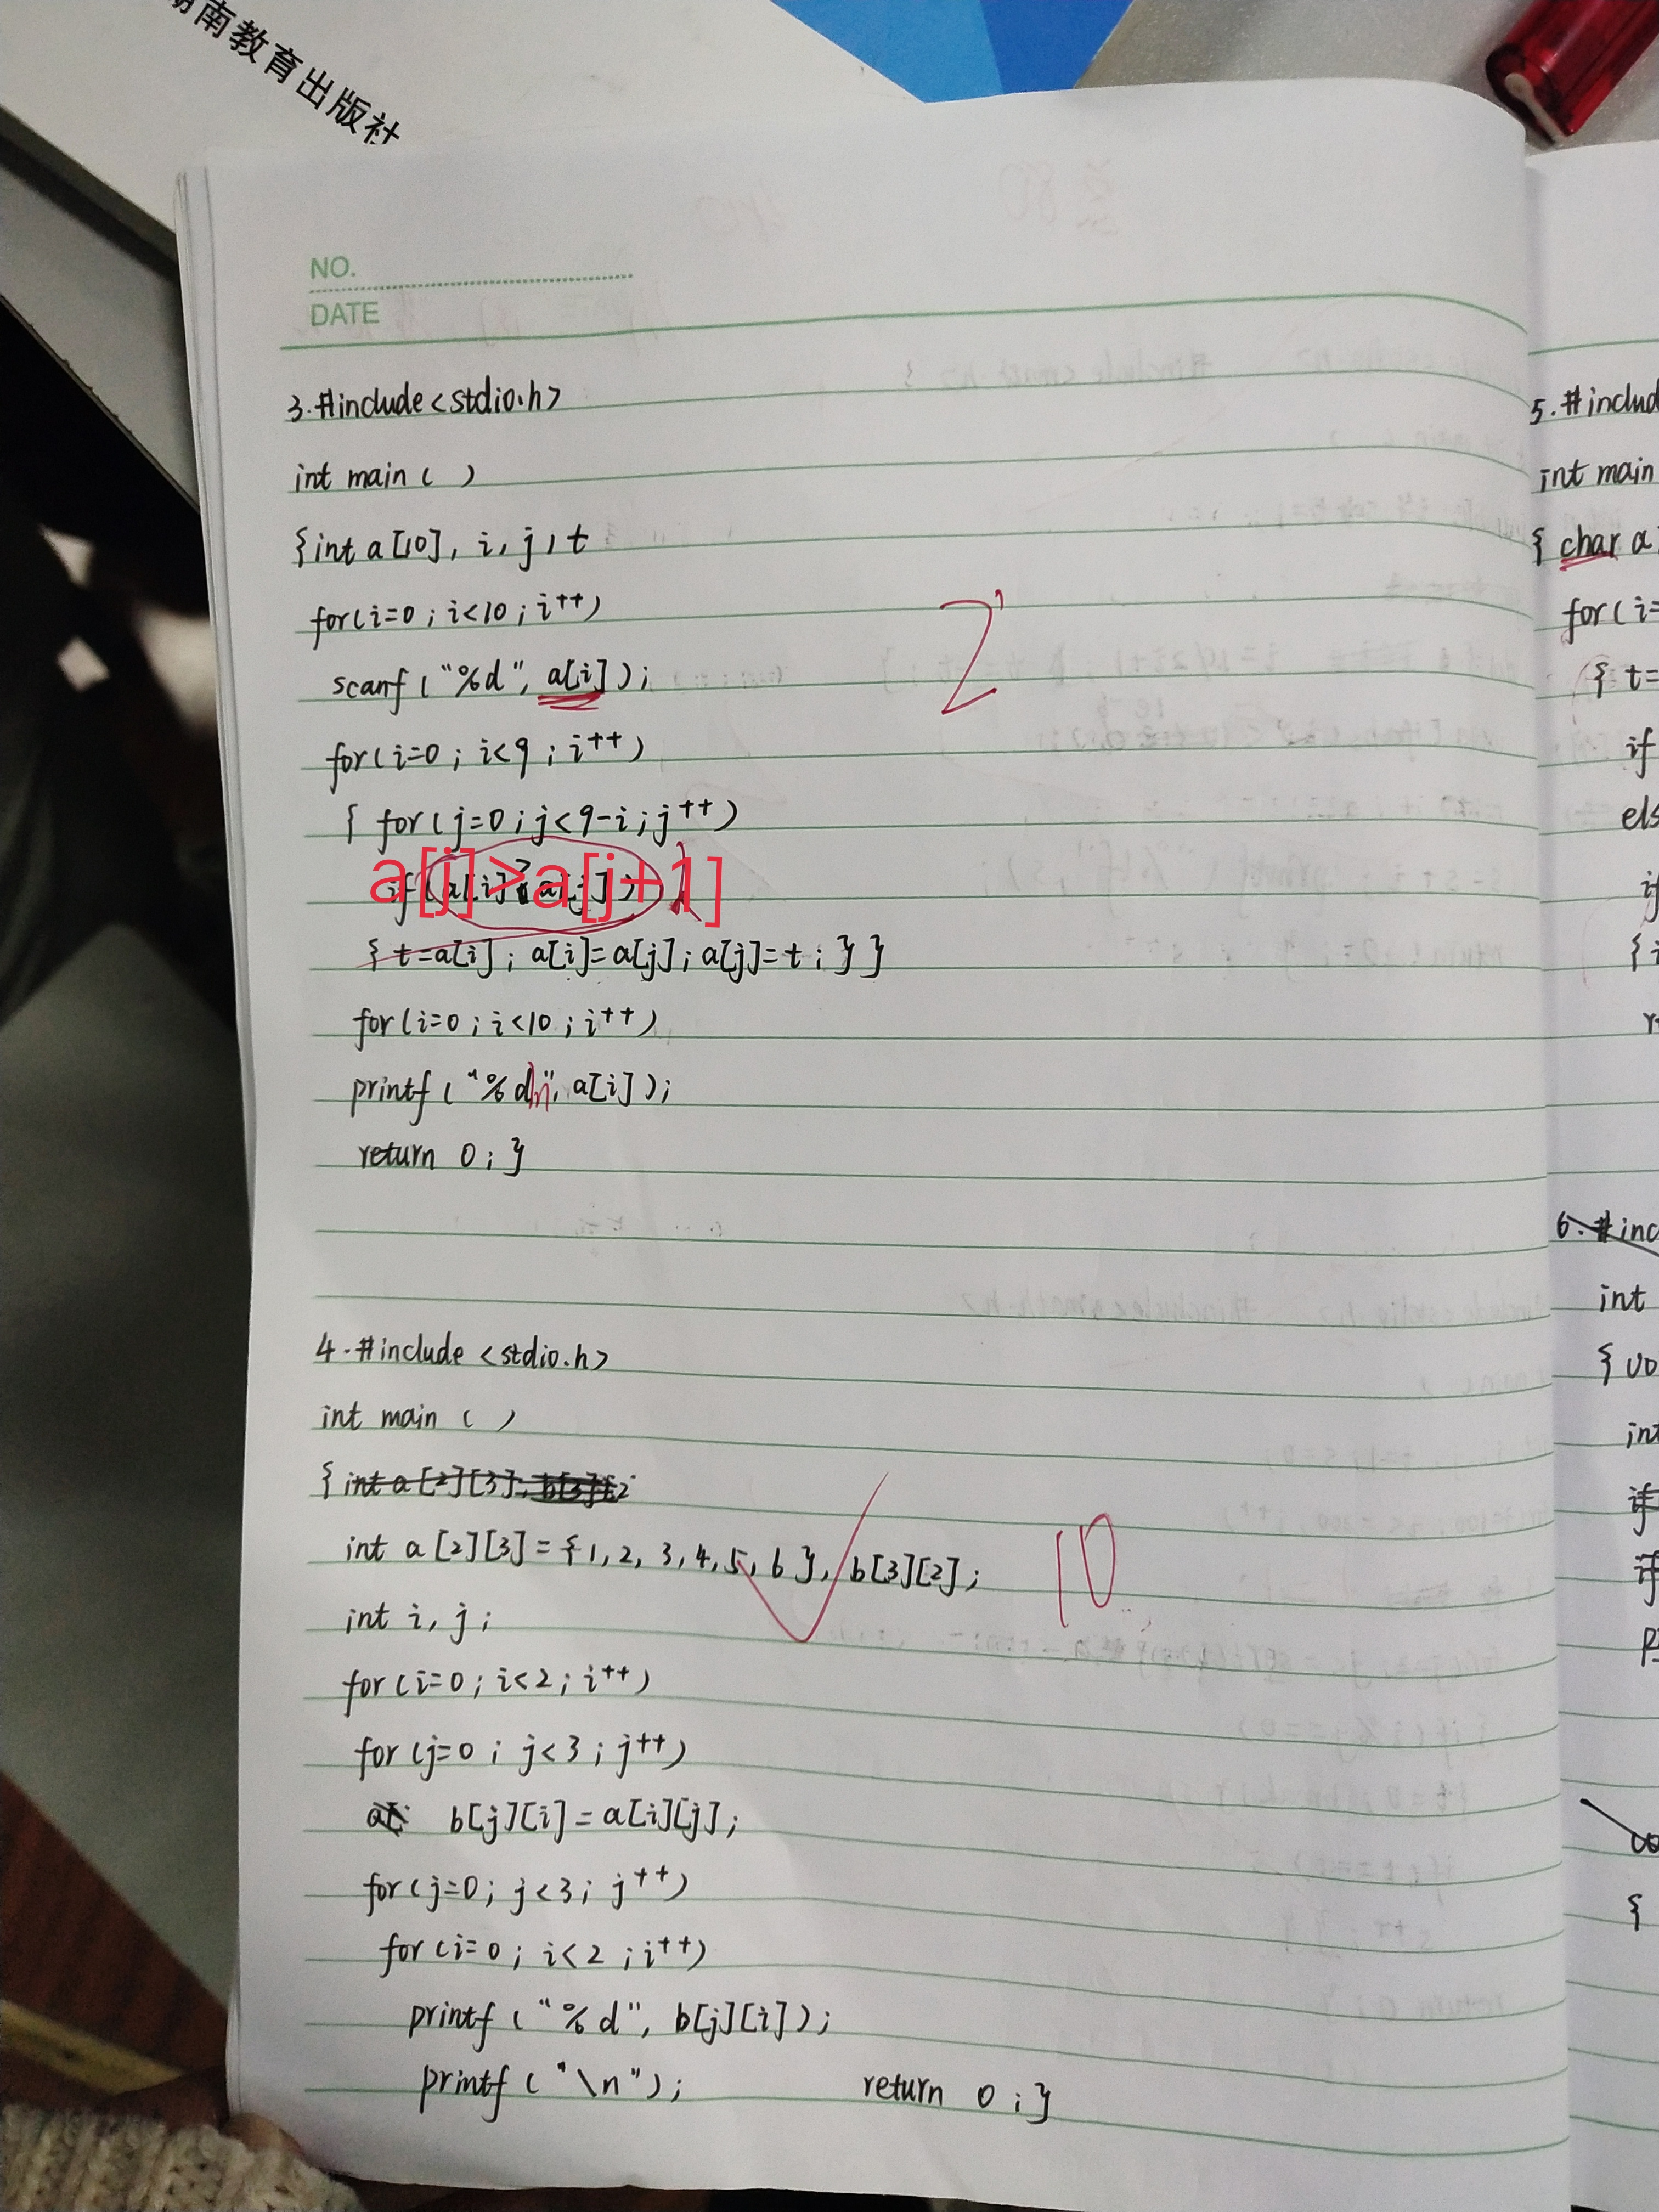 南教育出版社
NO.
DATE
3.#include<stdio.h>
int main ( )
{int a[10], i, j, t
for(i=0; i<10; i++)
scanf ("%d", a[i]);
for(i=0; i<9; i++)
{ for(j=0; j<9-i; j++)
a[j]>a[j+1]
if (a[i]>a[j])
{ t=a[i]; a[i]=a[j]; a[j]=t; } }
for(i=0; i<10; i++)
printf ("%d\n", a[i]);
return 0; }
2
4.#include <stdio.h>
int main ( )
{ int a[2][3];
int a[2][3]={1,2,3,4,5,6}, b[3][2];
10
int i, j;
for(i=0; i<2; i++)
for(j=0; j<3; j++)
b[j][i]=a[i][j];
for(j=0; j<3; j++)
for(i=0; i<2; i++)
printf ("%d", b[j][i]);
printf ("\n"); return 0; }
5.#includ
int main
{ char a
for(i=
{ t=
if
els
if
{ i
6.#inc
int
int
if
if
{